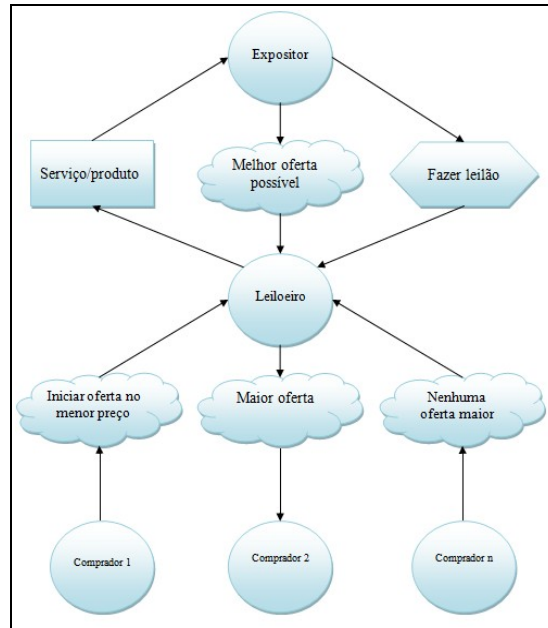 Expositor
Serviço/produto
Melhor oferta
possível
Fazer leilão
Leiloeiro
Iniciar oferta no
menor preço
Maior oferta
Nenhuma
oferta maior
Comprador 1
Comprador 2
Comprador n